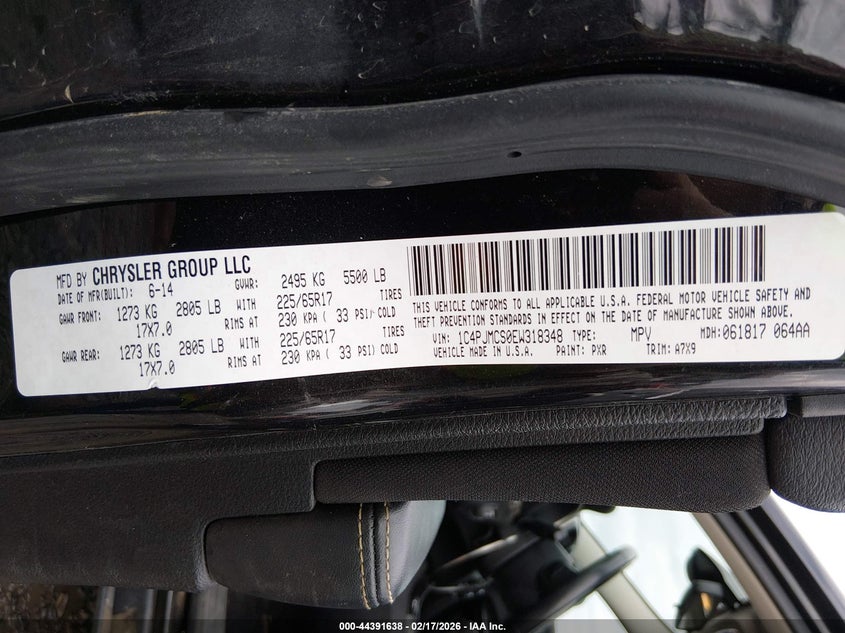 MFD BY CHRYSLER GROUP LLC
DATE OF MFR(BUILT): 6-14 GVWR: 2495 KG 5500 LB
GAWR FRONT: 1273 KG 2805 LB WITH 225/65R17 TIRES
17X7.0 RIMS AT 230 KPA ( 33 PSI) COLD
GAWR REAR: 1273 KG 2805 LB WITH 225/65R17 TIRES
17X7.0 RIMS AT 230 KPA ( 33 PSI) COLD
THIS VEHICLE CONFORMS TO ALL APPLICABLE U.S.A. FEDERAL MOTOR VEHICLE SAFETY AND
THEFT PREVENTION STANDARDS IN EFFECT ON THE DATE OF MANUFACTURE SHOWN ABOVE.
VIN: 1C4PJMCS0EW318348 TYPE: MPV MDH: 061817 064AA
VEHICLE MADE IN U.S.A. PAINT: PXR TRIM: A7X9
000-44391638 - 02/17/2026 - IAA, Inc.